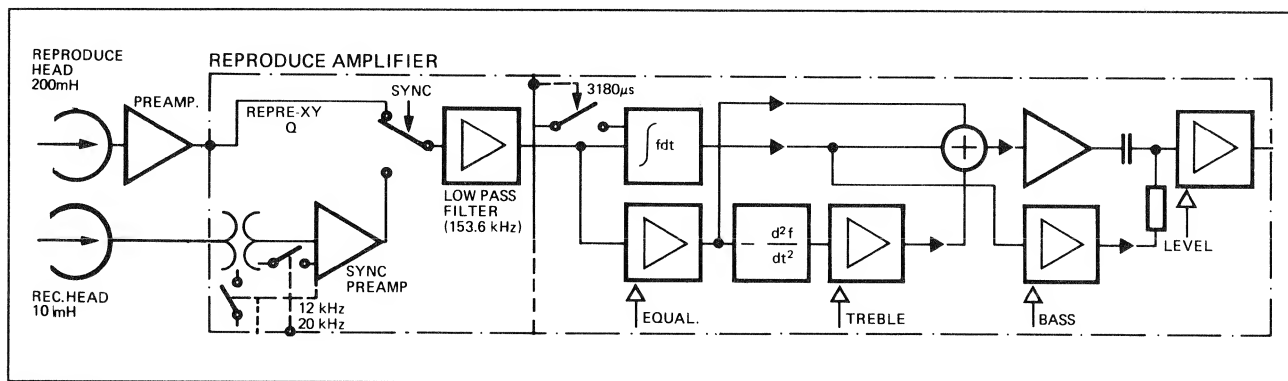 REPRODUCE
HEAD
200mH
REPRODUCE AMPLIFIER
PREAMP.
REPRE-XY
Q
SYNC
3180µs
∫fdt
LOW PASS
FILTER
(153.6 kHz)
- d²f
dt²
SYNC
PREAMP
REC.HEAD
10 mH
12 kHz
20 kHz
EQUAL.
TREBLE
BASS
LEVEL